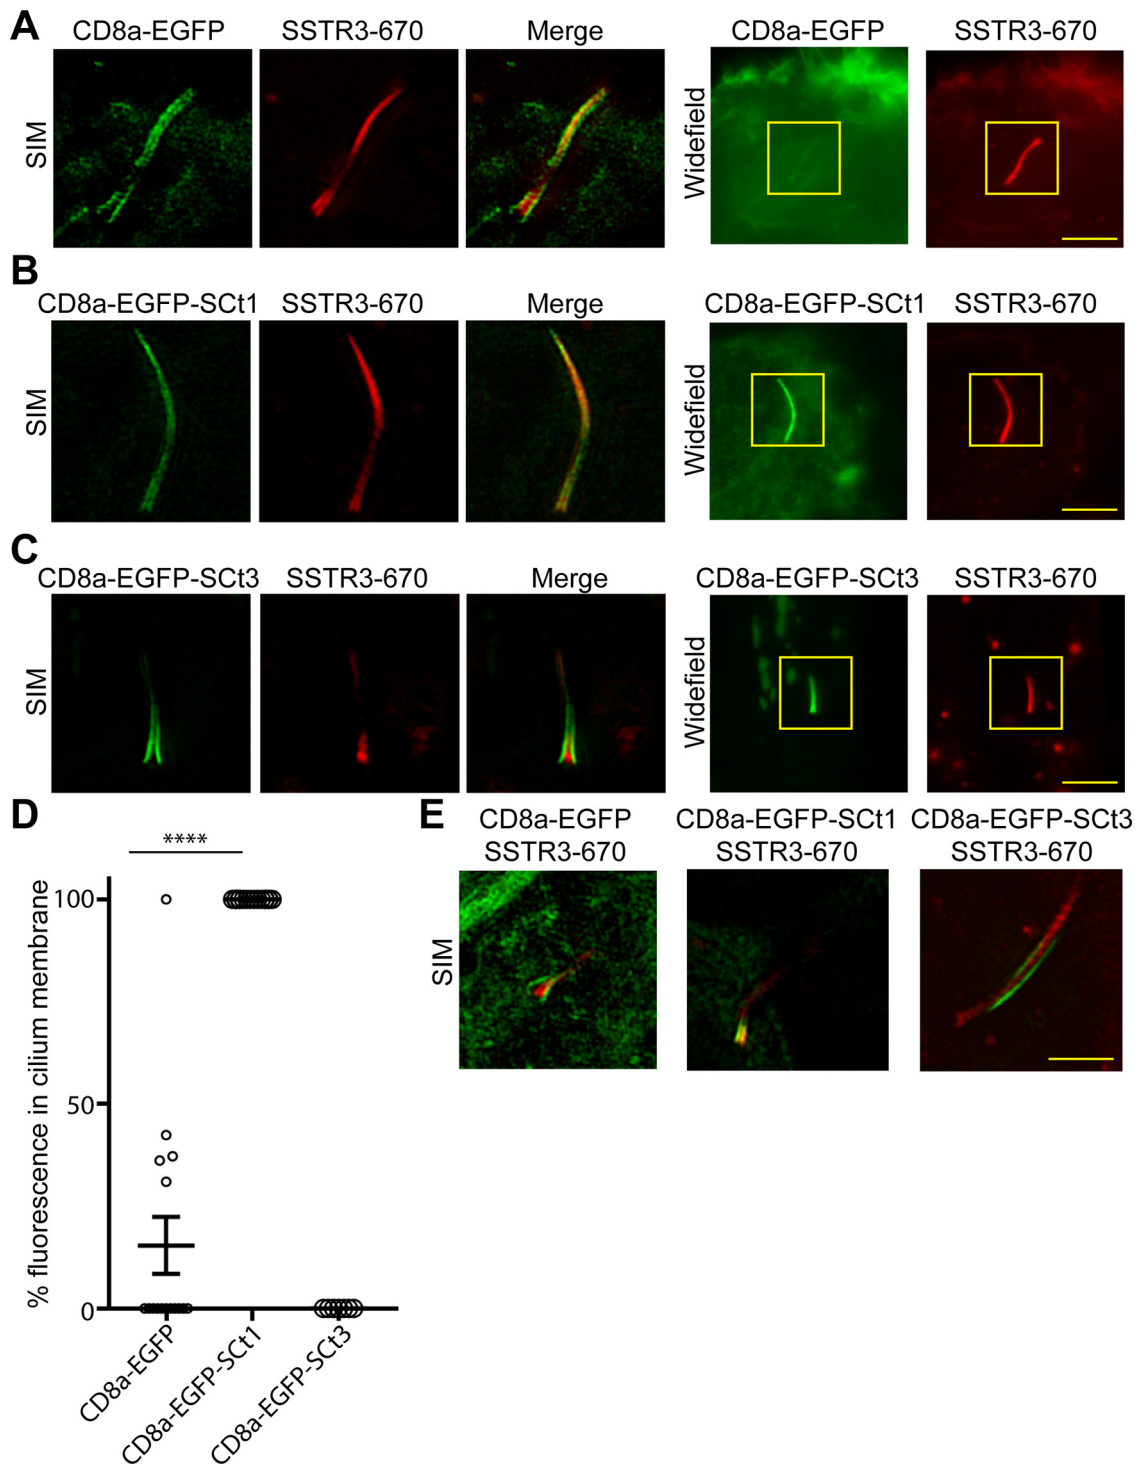 A
CD8a-EGFP SSTR3-670 Merge CD8a-EGFP SSTR3-670
SIM
Widefield
B
CD8a-EGFP-SCt1 SSTR3-670 Merge CD8a-EGFP-SCt1 SSTR3-670
SIM
Widefield
C
CD8a-EGFP-SCt3 SSTR3-670 Merge CD8a-EGFP-SCt3 SSTR3-670
SIM
Widefield
D
****
% fluorescence in cilium membrane
100
50
0
CD8a-EGFP
CD8a-EGFP-SCt1
CD8a-EGFP-SCt3
E
CD8a-EGFP CD8a-EGFP-SCt1 CD8a-EGFP-SCt3
SSTR3-670 SSTR3-670 SSTR3-670
SIM